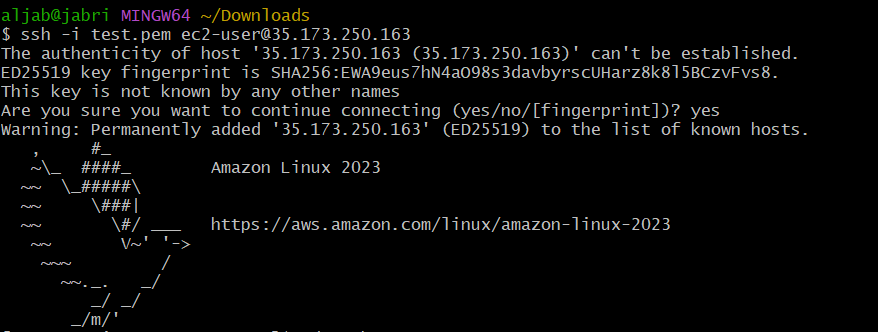 aljab@jabri MINGW64 ~/Downloads
$ ssh -i test.pem ec2-user@35.173.250.163
The authenticity of host '35.173.250.163 (35.173.250.163)' can't be established.
ED25519 key fingerprint is SHA256:EWA9eus7hN4aO98s3davbyrscUHarz8k8l5BCzvFvs8.
This key is not known by any other names
Are you sure you want to continue connecting (yes/no/[fingerprint])? yes
Warning: Permanently added '35.173.250.163' (ED25519) to the list of known hosts.
   ,     #_
   ~\_  ####_        Amazon Linux 2023
  ~~  \_#####\
  ~~     \###|
  ~~       \#/ ___   https://aws.amazon.com/linux/amazon-linux-2023
   ~~       V~' '->
    ~~~         /
      ~~._.   _/
         _/ _/
       _/m/'